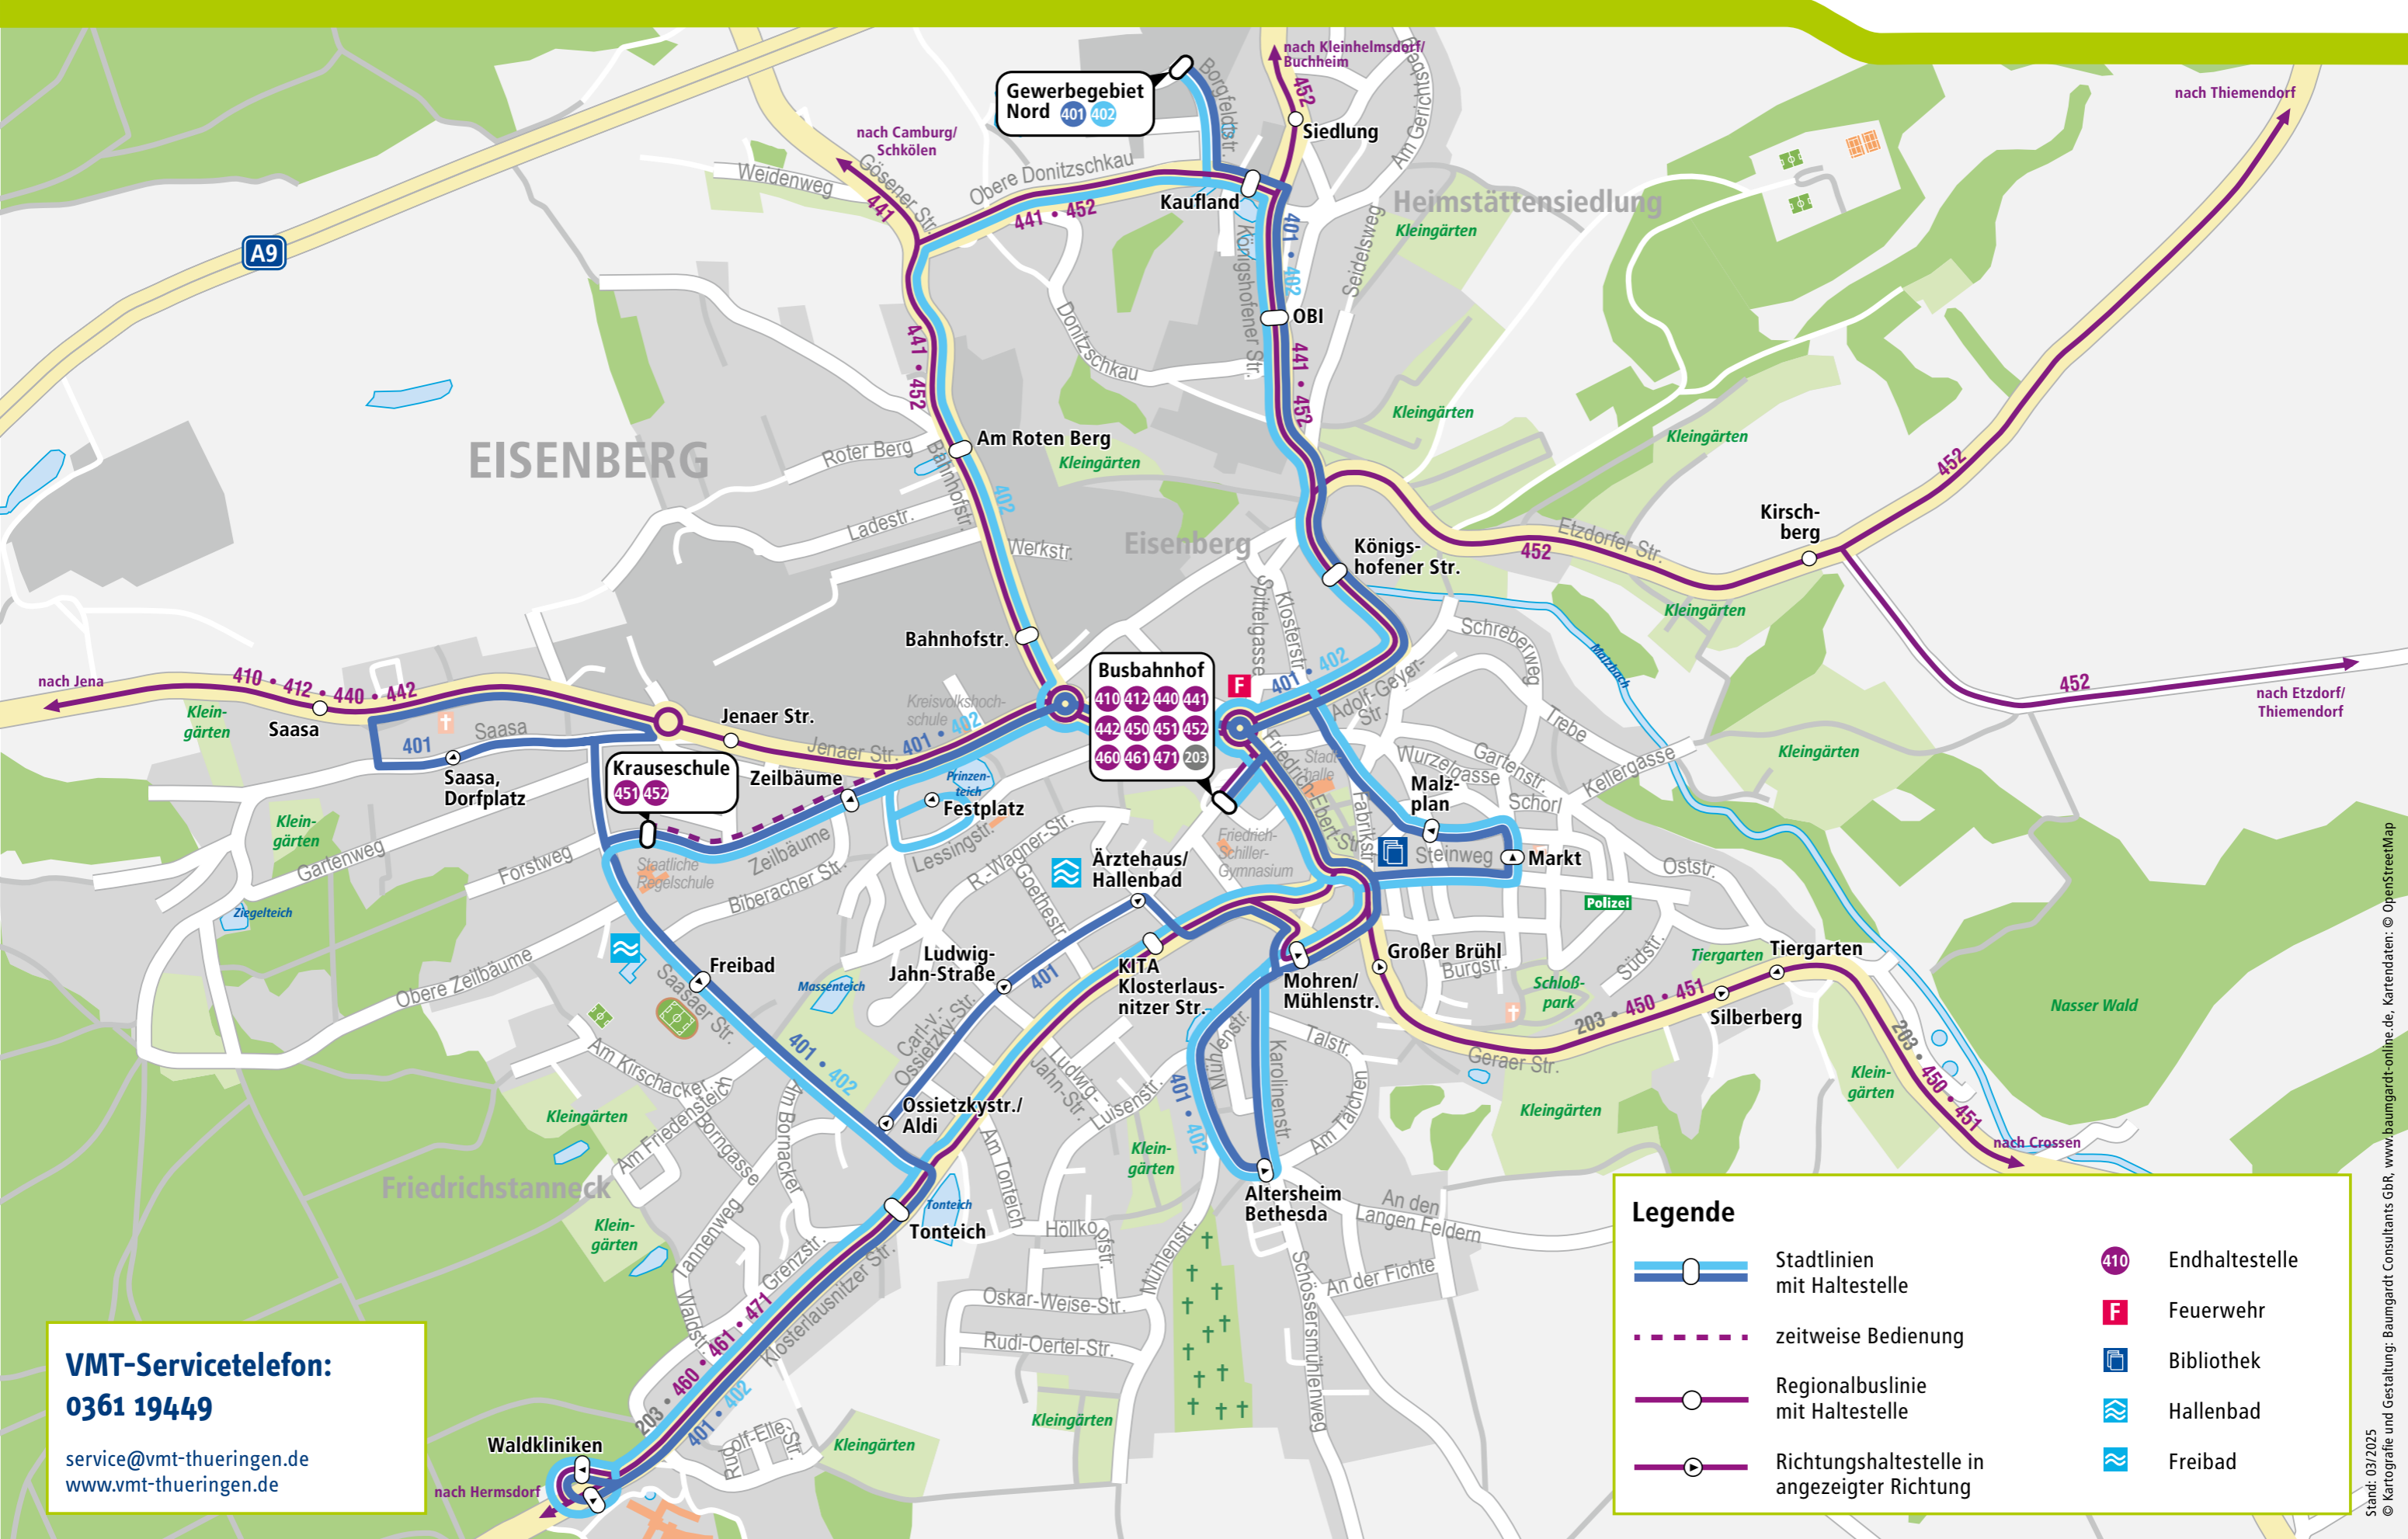 nach Kleinhelmsdorf/
Buchheim
452
Gewerbegebiet
Nord 401 402
Borgfeldtstr.
Siedlung
Am Gerichtsberg
nach Thiemendorf
nach Camburg/
Schkölen
Gösener Str.
441
Weidenweg
Obere Donitzschkau
441 • 452
Kaufland
Heimstättensiedlung
Kleingärten
A9
401 • 402
Königshofener Str.
Seidelsweg
OBI
Donitzschkau
441 • 452
441 • 452
Kleingärten
Kleingärten
EISENBERG
Am Roten Berg
Kleingärten
Roter Berg
Bahnhofstr.
402
Ladestr.
Werkstr.
Eisenberg
452
Kirsch-
berg
Etzdorfer Str.
452
Königs-
hofener Str.
Kleingärten
Spittelgasse
Klosterstr.
Schreberweg
Malzbach
Bahnhofstr.
Busbahnhof
410 412 440 441
442 450 451 452
460 461 471 203
F
401 • 402
Adolf-Geyer-
Str.
452
nach Etzdorf/
Thiemendorf
nach Jena
410 • 412 • 440 • 442
Saasa
Klein-
gärten
Saasa
401
Saasa,
Dorfplatz
Jenaer Str.
Jenaer Str.
Kreisvolkshoch-
schule
401 • 402
Krauseschule
451 452
Zeilbäume
Prinzen-
teich
Festplatz
Friedrich-Ebert-Str.
Stadt-
halle
Wurzelgasse
Gartenstr.
Trebe
Kellergasse
Kleingärten
Malz-
plan
Schorl
Fabrikstr.
Steinweg
Markt
Oststr.
Klein-
gärten
Gartenweg
Forstweg
Staatliche
Regelschule
Zeilbäume
Biberacher Str.
Lessingstr.
R.-Wagner-Str.
Goethestr.
Ärztehaus/
Hallenbad
Friedrich-
Schiller-
Gymnasium
Polizei
Ziegelteich
Obere Zeilbäume
Freibad
Saasaer Str.
Massenteich
Ludwig-
Jahn-Straße
401
KITA
Klosterlaus-
nitzer Str.
Mohren/
Mühlenstr.
Großer Brühl
Burgstr.
Schloß-
park
Südstr.
Tiergarten
Tiergarten
Silberberg
203 • 450 • 451
Nasser Wald
Geraer Str.
203 • 450 • 451
nach Crossen
Klein-
gärten
Kleingärten
Carl-v.-
Ossietzky-Str.
401 • 402
Am Kirschacker
Am Friedensteich
Borngasse
Am Bornacker
Kleingärten
Friedrichstanneck
Klein-
gärten
Ossietzkystr./
Aldi
Ludwig-
Jahn-Str.
Luisenstr.
Am Tonteich
Mühlenstr.
Karolinenstr.
Talstr.
Am Tälchen
401 • 402
Klein-
gärten
Altersheim
Bethesda
An den
Langen Feldern
An der Fichte
Schössersmühlenweg
Tonteich
Tonteich
Höllkopfstr.
Mühlenstr.
Oskar-Weise-Str.
Rudi-Oertel-Str.
Kleingärten
Tannenweg
Grenzstr.
Waldstr.
Klosterlausnitzer Str.
203 • 460 • 461 • 471
401 • 402
Rudolf-Elle-Str.
Kleingärten
Waldkliniken
nach Hermsdorf
VMT-Servicetelefon:
0361 19449
service@vmt-thueringen.de
www.vmt-thueringen.de
Legende
Stadtlinien
mit Haltestelle
zeitweise Bedienung
Regionalbuslinie
mit Haltestelle
Richtungshaltestelle in
angezeigter Richtung
410 Endhaltestelle
F Feuerwehr
Bibliothek
Hallenbad
Freibad
Stand: 03/2025
© Kartografie und Gestaltung: Baumgardt Consultants GbR, www.baumgardt-online.de, Kartendaten: © OpenStreetMap